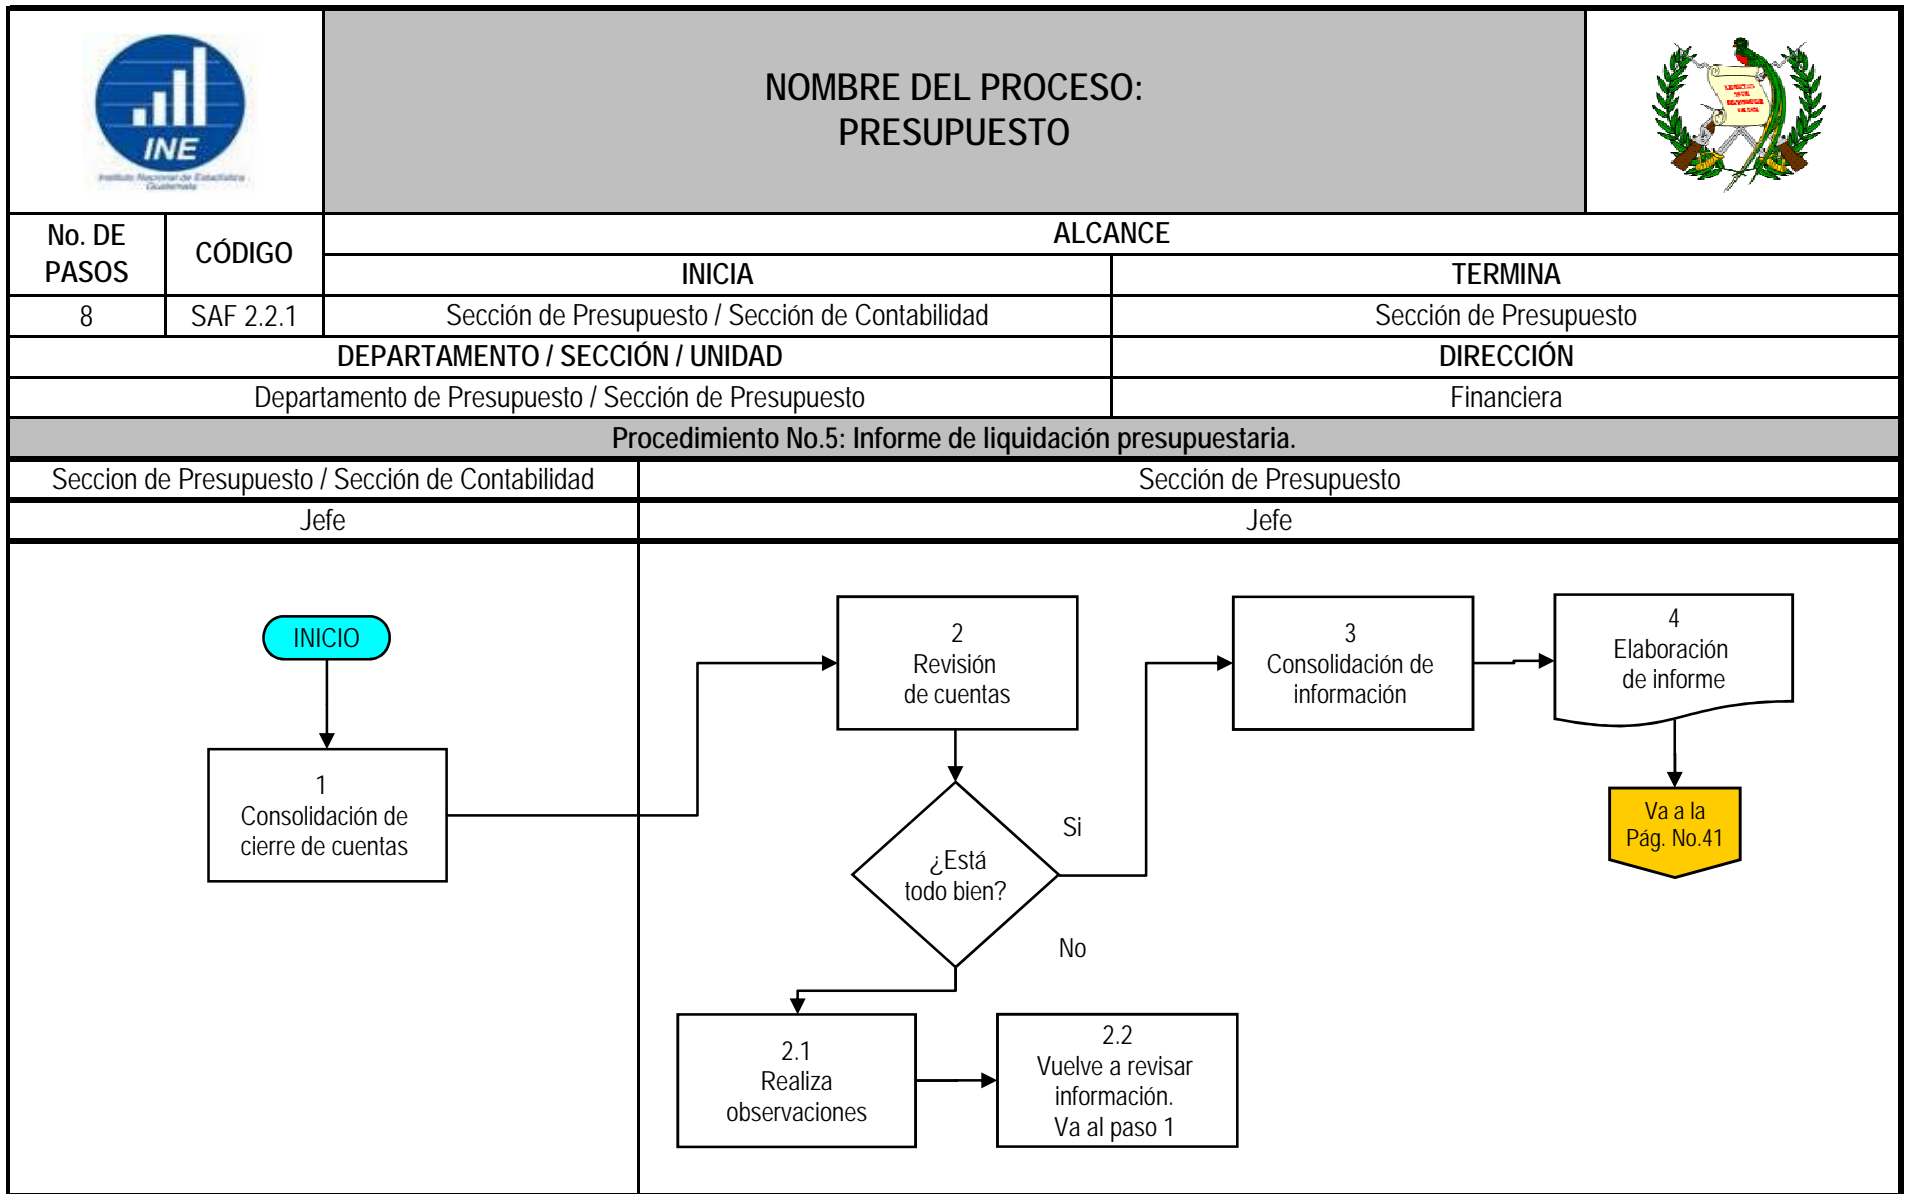 INE
Instituto Nacional de Estadística
Guatemala
NOMBRE DEL PROCESO:
PRESUPUESTO
No. DE
PASOS
CÓDIGO
ALCANCE
INICIA
TERMINA
8
SAF 2.2.1
Sección de Presupuesto / Sección de Contabilidad
Sección de Presupuesto
DEPARTAMENTO / SECCIÓN / UNIDAD
DIRECCIÓN
Departamento de Presupuesto / Sección de Presupuesto
Financiera
Procedimiento No.5: Informe de liquidación presupuestaria.
Seccion de Presupuesto / Sección de Contabilidad
Sección de Presupuesto
Jefe
Jefe
INICIO
1
Consolidación de
cierre de cuentas
2
Revisión
de cuentas
¿Está
todo bien?
Si
No
2.1
Realiza
observaciones
2.2
Vuelve a revisar
información.
Va al paso 1
3
Consolidación de
información
4
Elaboración
de informe
Va a la
Pág. No.41